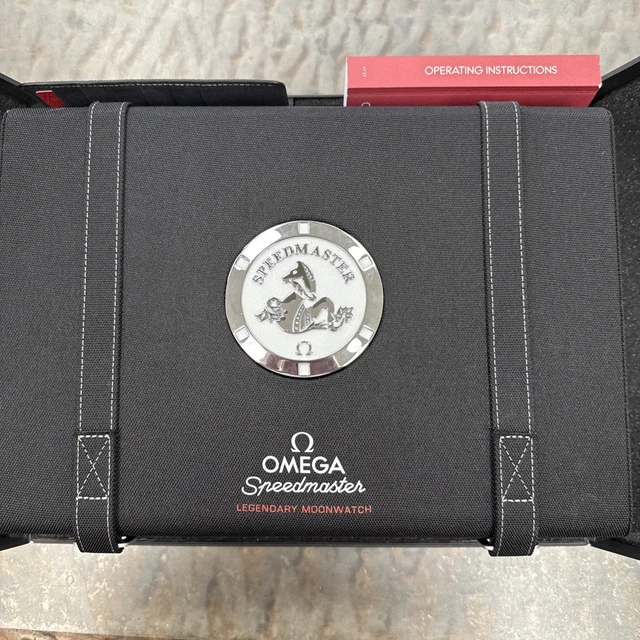 OPERATING INSTRUCTIONS
SPEEDMASTER
Ω
Ω
OMEGA
Speedmaster
LEGENDARY MOONWATCH